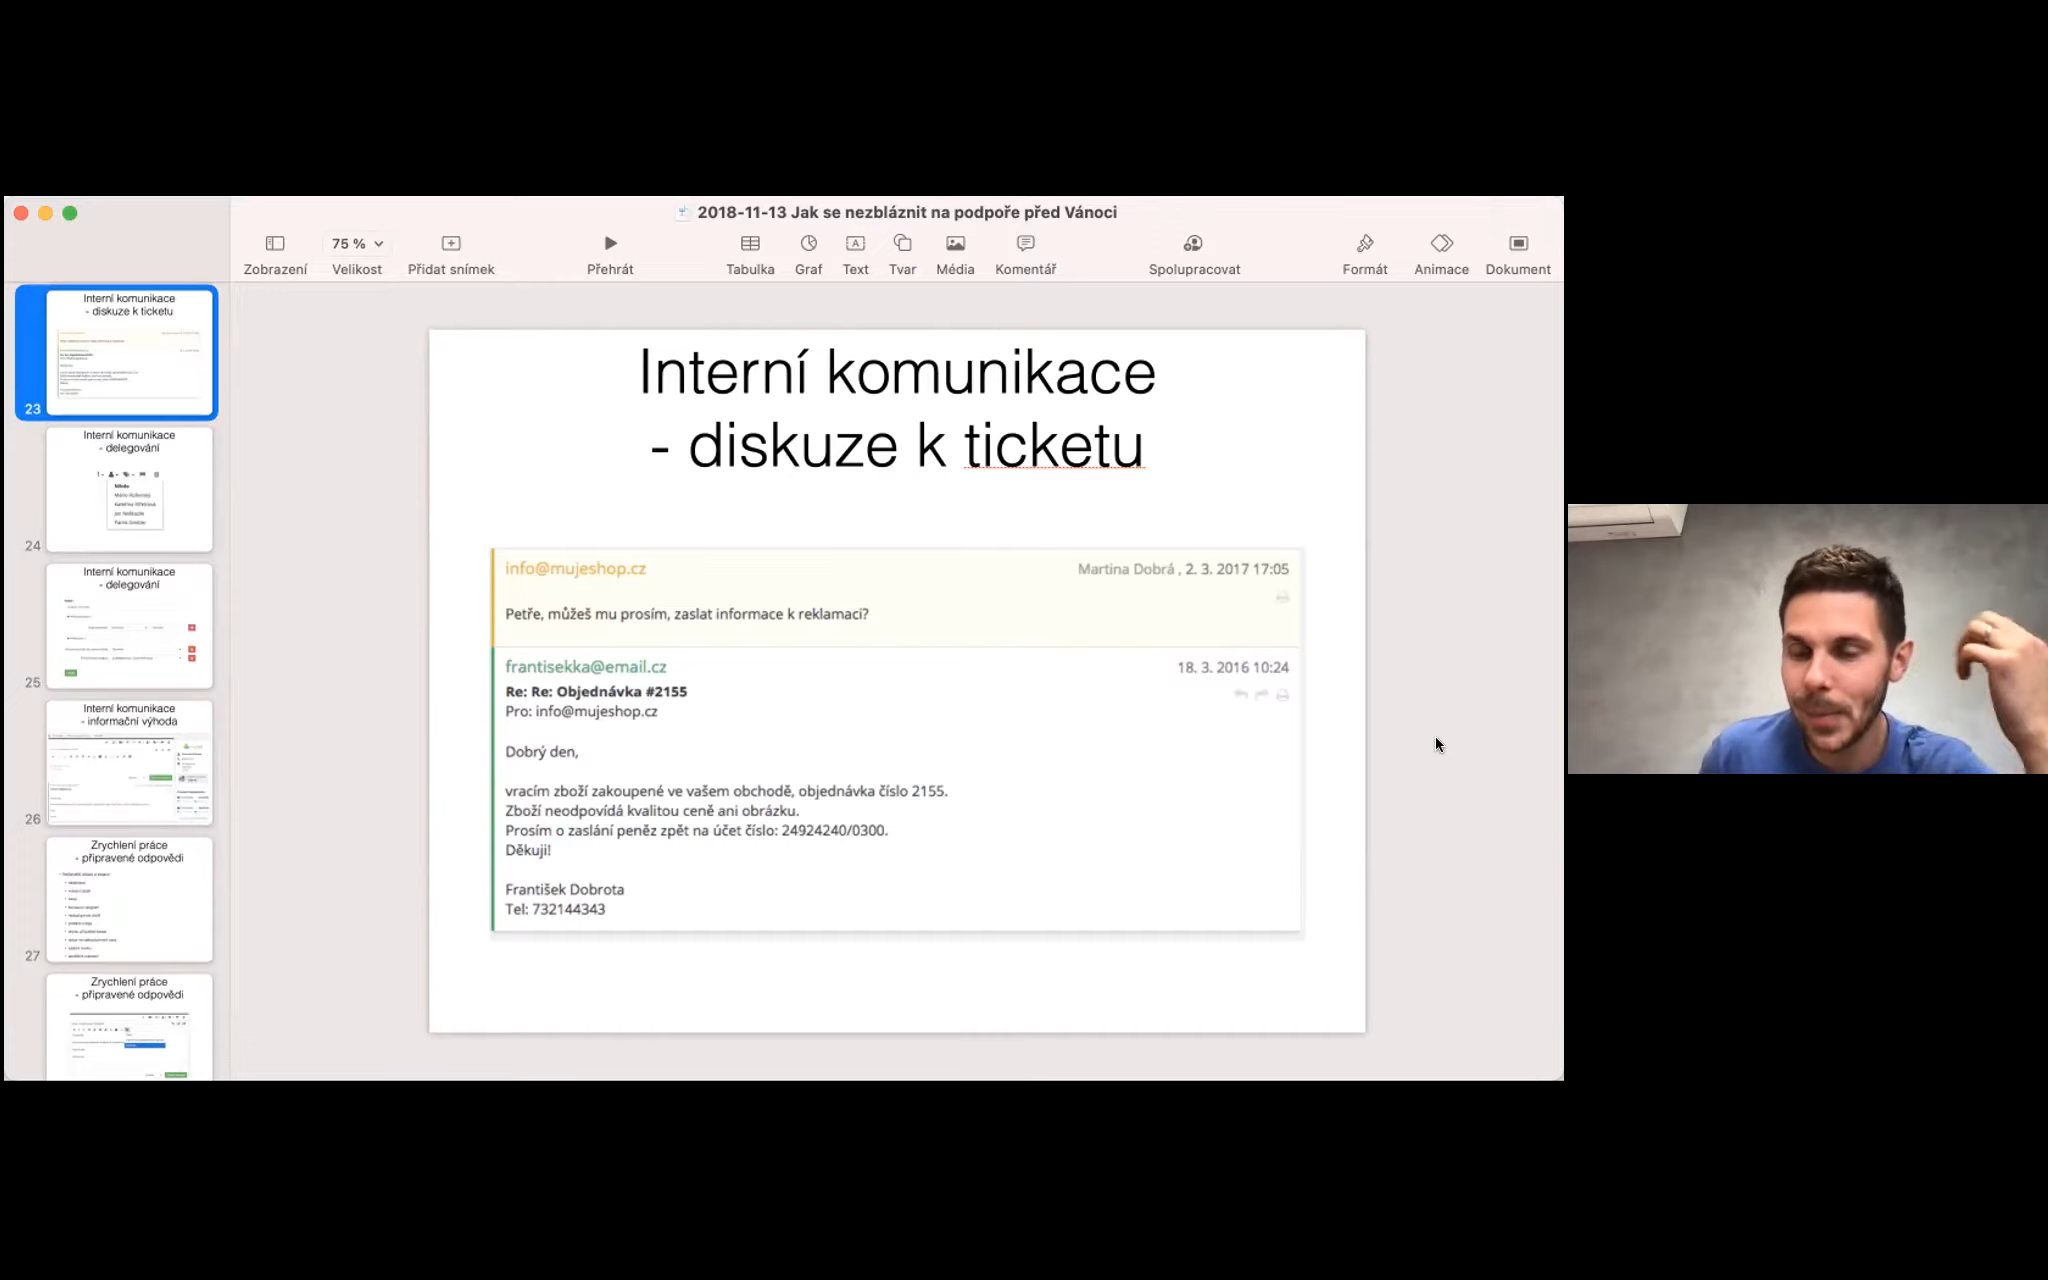 2018-11-13 Jak se nezbláznit na podpoře před Vánoci
75 %
Zobrazení
Velikost
Přidat snímek
Přehrát
Tabulka
Graf
Text
Tvar
Média
Komentář
Spolupracovat
Formát
Animace
Dokument
Interní komunikace
- diskuze k ticketu
23
Interní komunikace
- delegování
24
Interní komunikace
- delegování
25
Interní komunikace
- informační výhoda
26
Zrychlení práce
- připravené odpovědi
27
Zrychlení práce
- připravené odpovědi
Interní komunikace
- diskuze k ticketu
info@mujeshop.cz
Martina Dobrá , 2. 3. 2017 17:05
Petře, můžeš mu prosím, zaslat informace k reklamaci?
frantisekka@email.cz
18. 3. 2016 10:24
Re: Re: Objednávka #2155
Pro: info@mujeshop.cz
Dobrý den,
vracím zboží zakoupené ve vašem obchodě, objednávka číslo 2155.
Zboží neodpovídá kvalitou ceně ani obrázku.
Prosím o zaslání peněz zpět na účet číslo: 24924240/0300.
Děkuji!
František Dobrota
Tel: 732144343